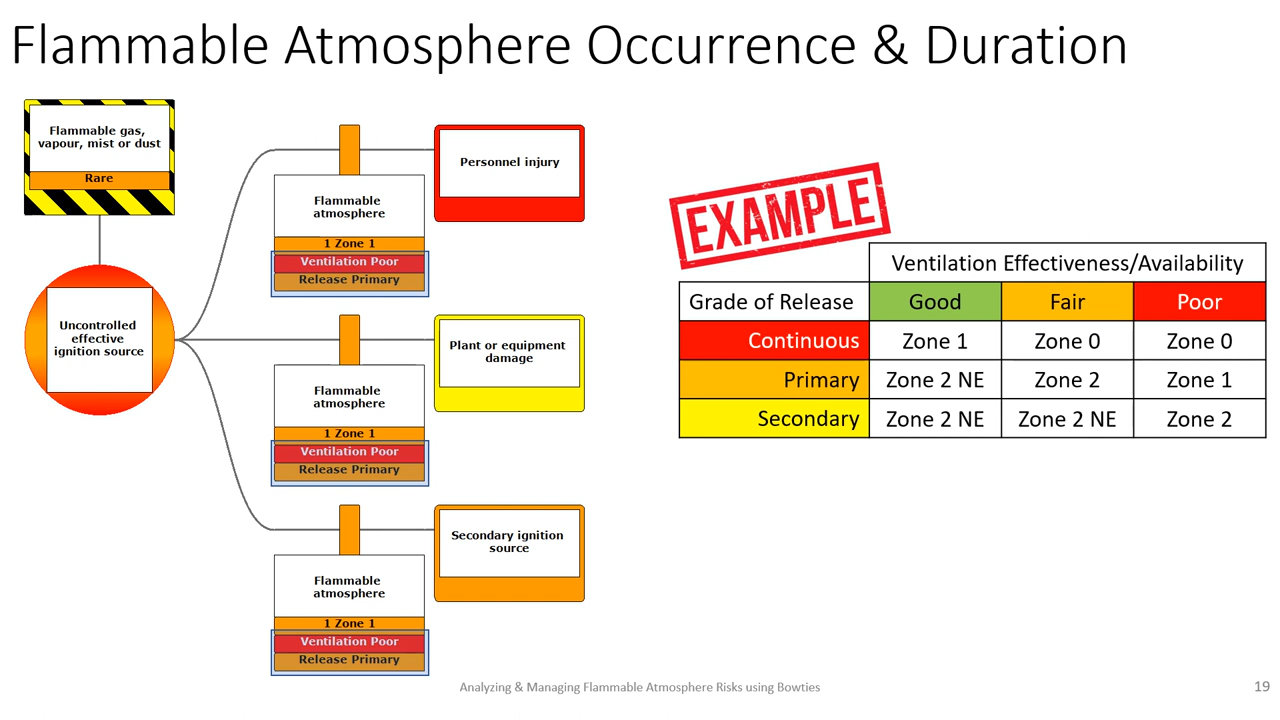 Flammable Atmosphere Occurrence & Duration
Flammable gas,
vapour, mist or dust
Rare
Uncontrolled
effective
ignition source
Flammable
atmosphere
1 Zone 1
Ventilation Poor
Release Primary
Personnel injury
Flammable
atmosphere
1 Zone 1
Ventilation Poor
Release Primary
Plant or equipment
damage
Flammable
atmosphere
1 Zone 1
Ventilation Poor
Release Primary
Secondary ignition
source
EXAMPLE
Ventilation Effectiveness/Availability
Grade of Release Good Fair Poor
Continuous Zone 1 Zone 0 Zone 0
Primary Zone 2 NE Zone 2 Zone 1
Secondary Zone 2 NE Zone 2 NE Zone 2
Analyzing & Managing Flammable Atmosphere Risks using Bowties
19